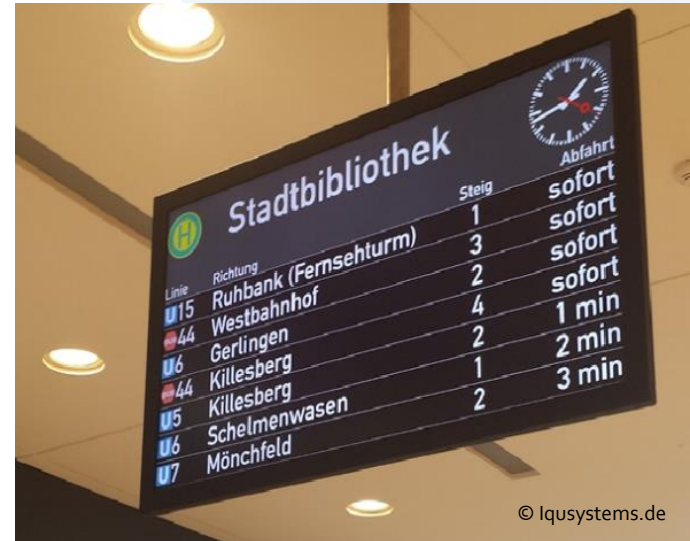 H Stadtbibliothek
Linie Richtung Steig Abfahrt
U15 Ruhbank (Fernsehturm) 1 sofort
BUS 44 Westbahnhof 3 sofort
U6 Gerlingen 2 sofort
BUS 44 Killesberg 4 sofort
U5 Killesberg 2 1 min
U6 Schelmenwasen 1 2 min
U7 Mönchfeld 2 3 min
© Iqusystems.de